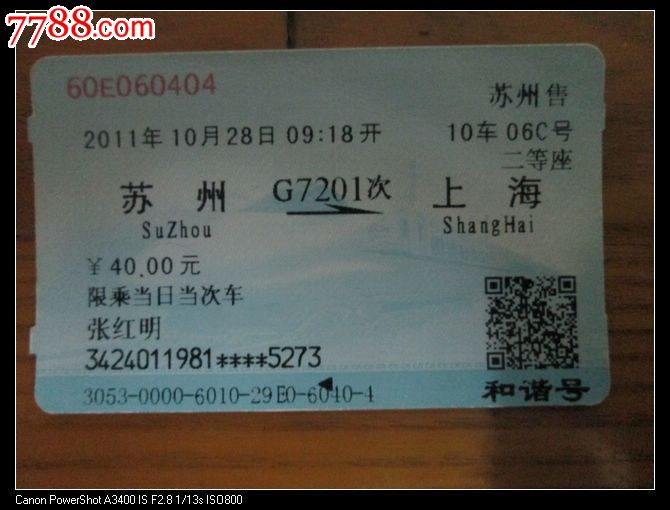 7788.com
60E060404
苏州售
2011年10月28日09:18开
10车06C号
二等座
苏州 G7201次 上海
SuZhou ShangHai
¥40.00元
限乘当日当次车
张红明
3424011981****5273
3053-0000-6010-29E0-6040-4
和谐号
Canon PowerShot A3400 IS F2.8 1/13s ISO800